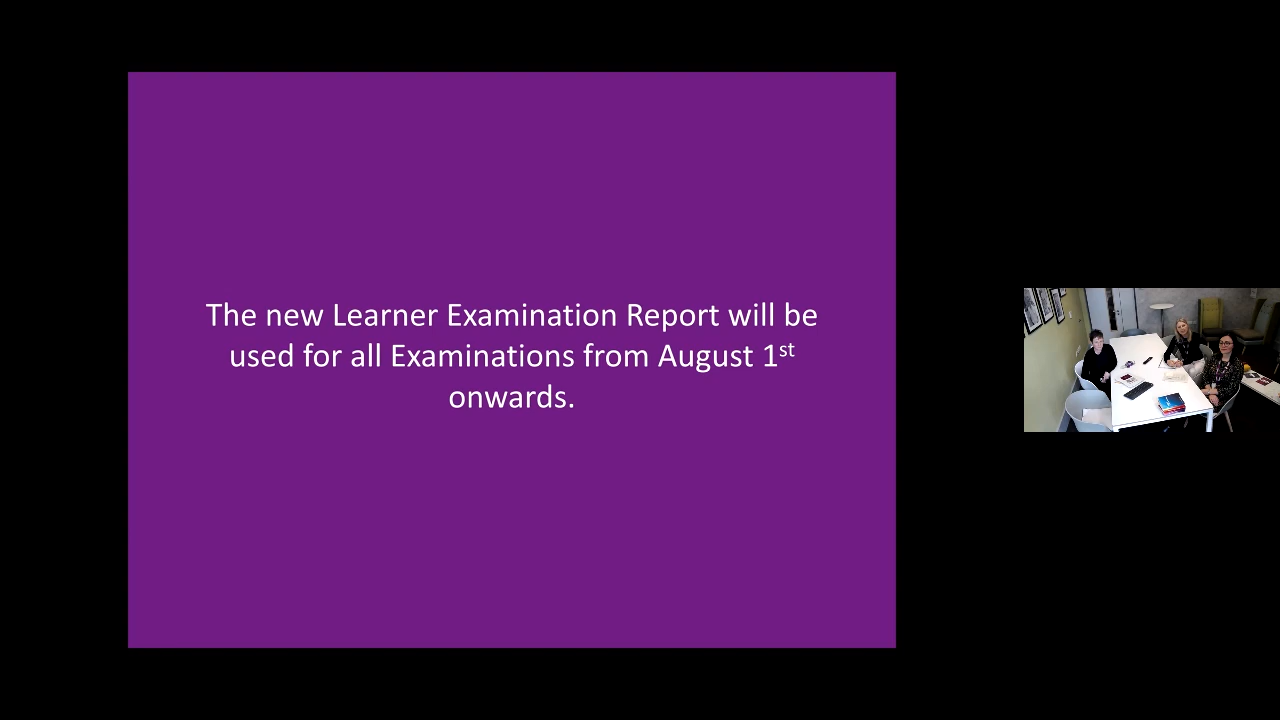 The new Learner Examination Report will be
used for all Examinations from August 1st
onwards.